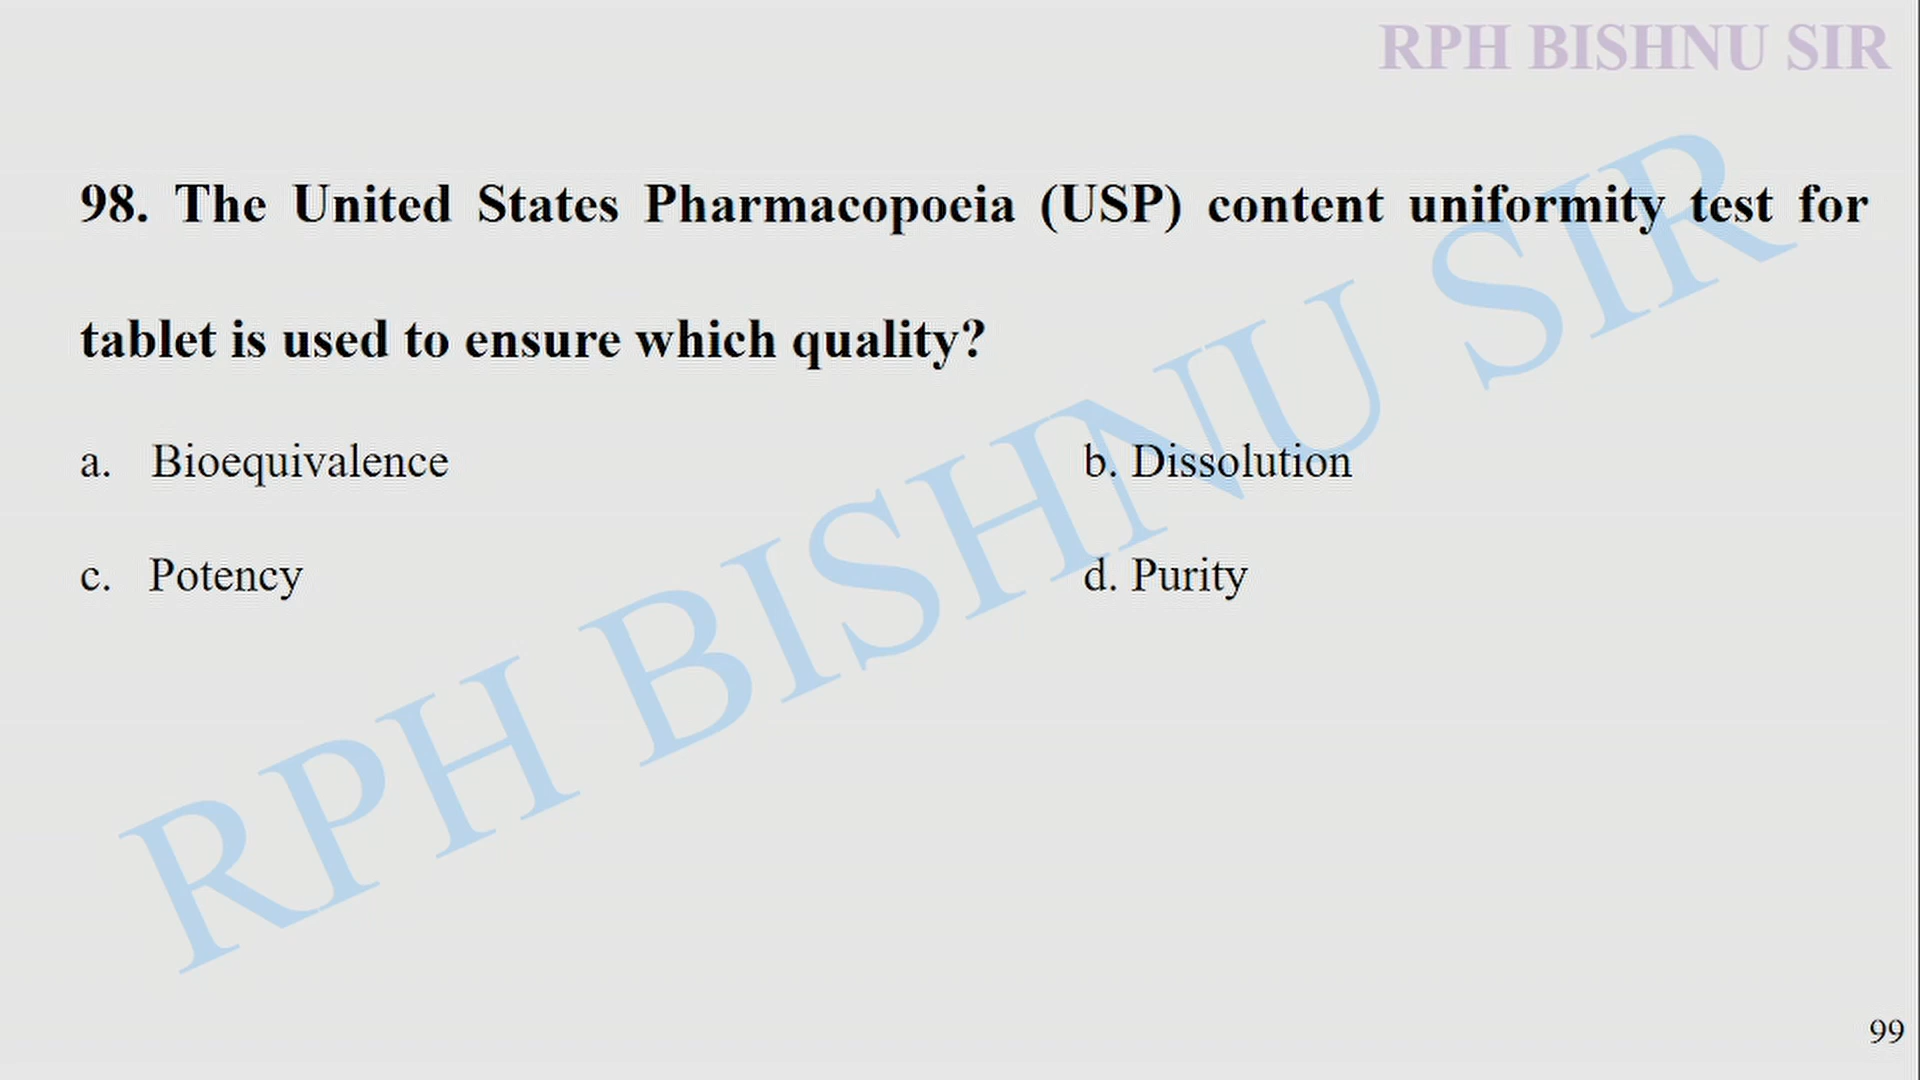 RPH BISHNU SIR
98. The United States Pharmacopoeia (USP) content uniformity test for
tablet is used to ensure which quality?
a. Bioequivalence b. Dissolution
c. Potency d. Purity
RPH BISHNU SIR
99